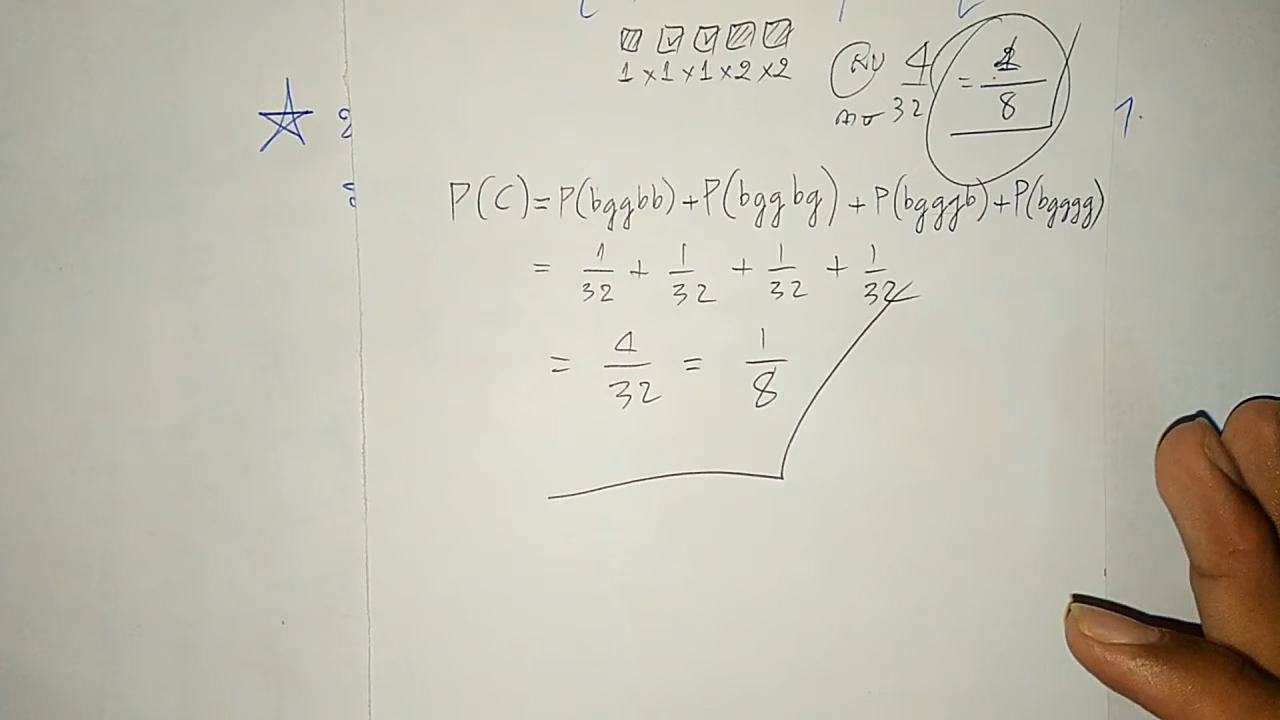 1 × 1 × 1 × 2 × 2
4/32 = /8
1.
P(C) = P(bggbb) + P(bggbg) + P(bgggb) + P(bgggg)
= 1/32 + 1/32 + 1/32 + 1/32
= 4/32 = 1/8